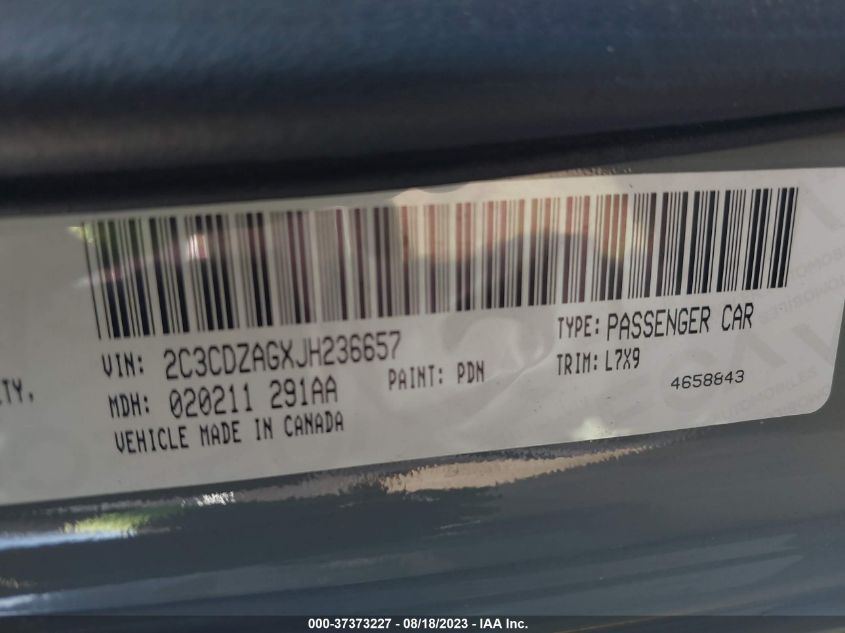 VIN: 2C3CDZAGXJH236657
TYPE: PASSENGER CAR
MDH: 020211 291AA
PAINT: PDN
TRIM: L7X9
VEHICLE MADE IN CANADA
4658843
000-37373227 - 08/18/2023 - IAA Inc.